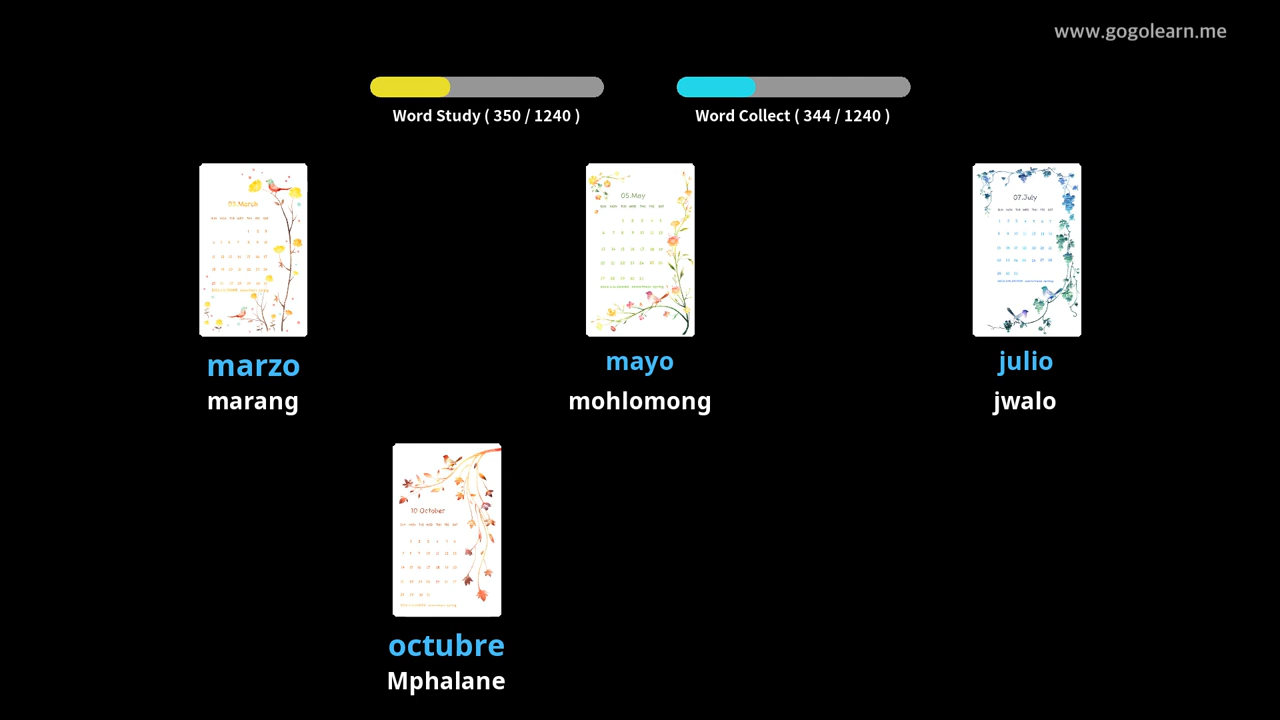 www.gogolearn.me
Word Study ( 350 / 1240 )
Word Collect ( 344 / 1240 )
03.March
05.May
07.July
marzo
mayo
julio
marang
mohlomong
jwalo
10 October
octubre
Mphalane